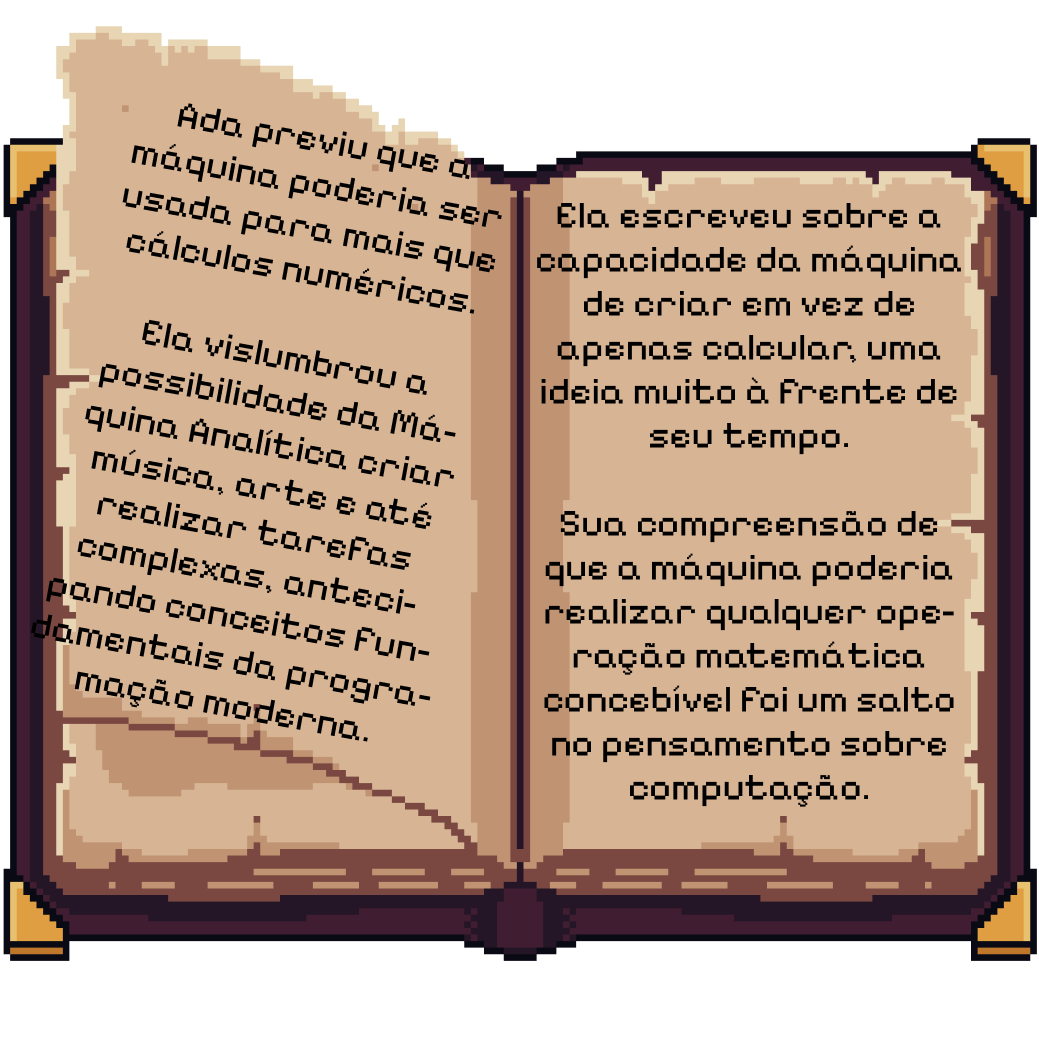 Ada previu que a
máquina poderia ser
usada para mais que
cálculos numéricos.
Ela vislumbrou a
possibilidade da Má-
quina Analítica criar
música, arte e até
realizar tarefas
complexas, anteci-
pando conceitos fun-
damentais da progra-
mação moderna.
Ela escreveu sobre a
capacidade da máquina
de criar em vez de
apenas calcular, uma
ideia muito à frente de
seu tempo.
Sua compreensão de
que a máquina poderia
realizar qualquer ope-
ração matemática
concebível foi um salto
no pensamento sobre
computação.